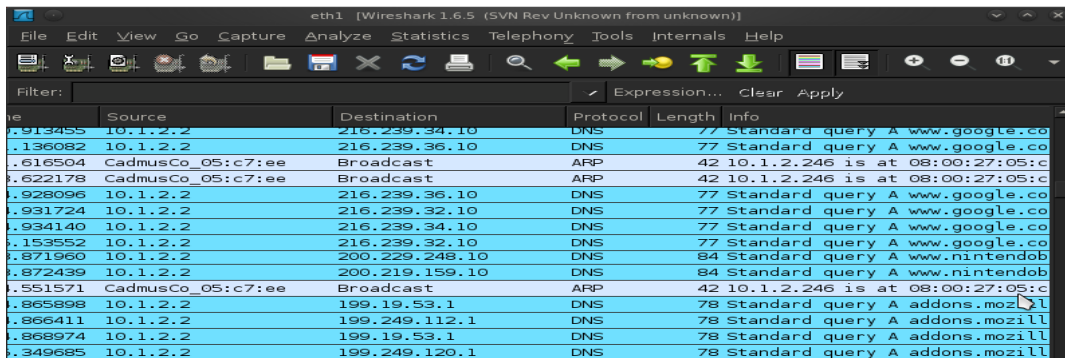 eth1 [Wireshark 1.6.5 (SVN Rev Unknown from unknown)]
File Edit View Go Capture Analyze Statistics Telephony Tools Internals Help
Filter: Expression... Clear Apply
ne Source Destination Protocol Length Info
.913455 10.1.2.2 216.239.34.10 DNS 77 Standard query A www.google.co
.136082 10.1.2.2 216.239.36.10 DNS 77 Standard query A www.google.co
.616504 CadmusCo_05:c7:ee Broadcast ARP 42 10.1.2.246 is at 08:00:27:05:c
.622178 CadmusCo_05:c7:ee Broadcast ARP 42 10.1.2.246 is at 08:00:27:05:c
.928096 10.1.2.2 216.239.36.10 DNS 77 Standard query A www.google.co
.931724 10.1.2.2 216.239.32.10 DNS 77 Standard query A www.google.co
.934140 10.1.2.2 216.239.34.10 DNS 77 Standard query A www.google.co
.153552 10.1.2.2 216.239.32.10 DNS 77 Standard query A www.google.co
.871960 10.1.2.2 200.229.248.10 DNS 84 Standard query A www.nintendob
.872439 10.1.2.2 200.219.159.10 DNS 84 Standard query A www.nintendob
.551571 CadmusCo_05:c7:ee Broadcast ARP 42 10.1.2.246 is at 08:00:27:05:c
.865898 10.1.2.2 199.19.53.1 DNS 78 Standard query A addons.mozill
.866411 10.1.2.2 199.249.112.1 DNS 78 Standard query A addons.mozill
.868974 10.1.2.2 199.19.53.1 DNS 78 Standard query A addons.mozill
.349685 10.1.2.2 199.249.120.1 DNS 78 Standard query A addons.mozill